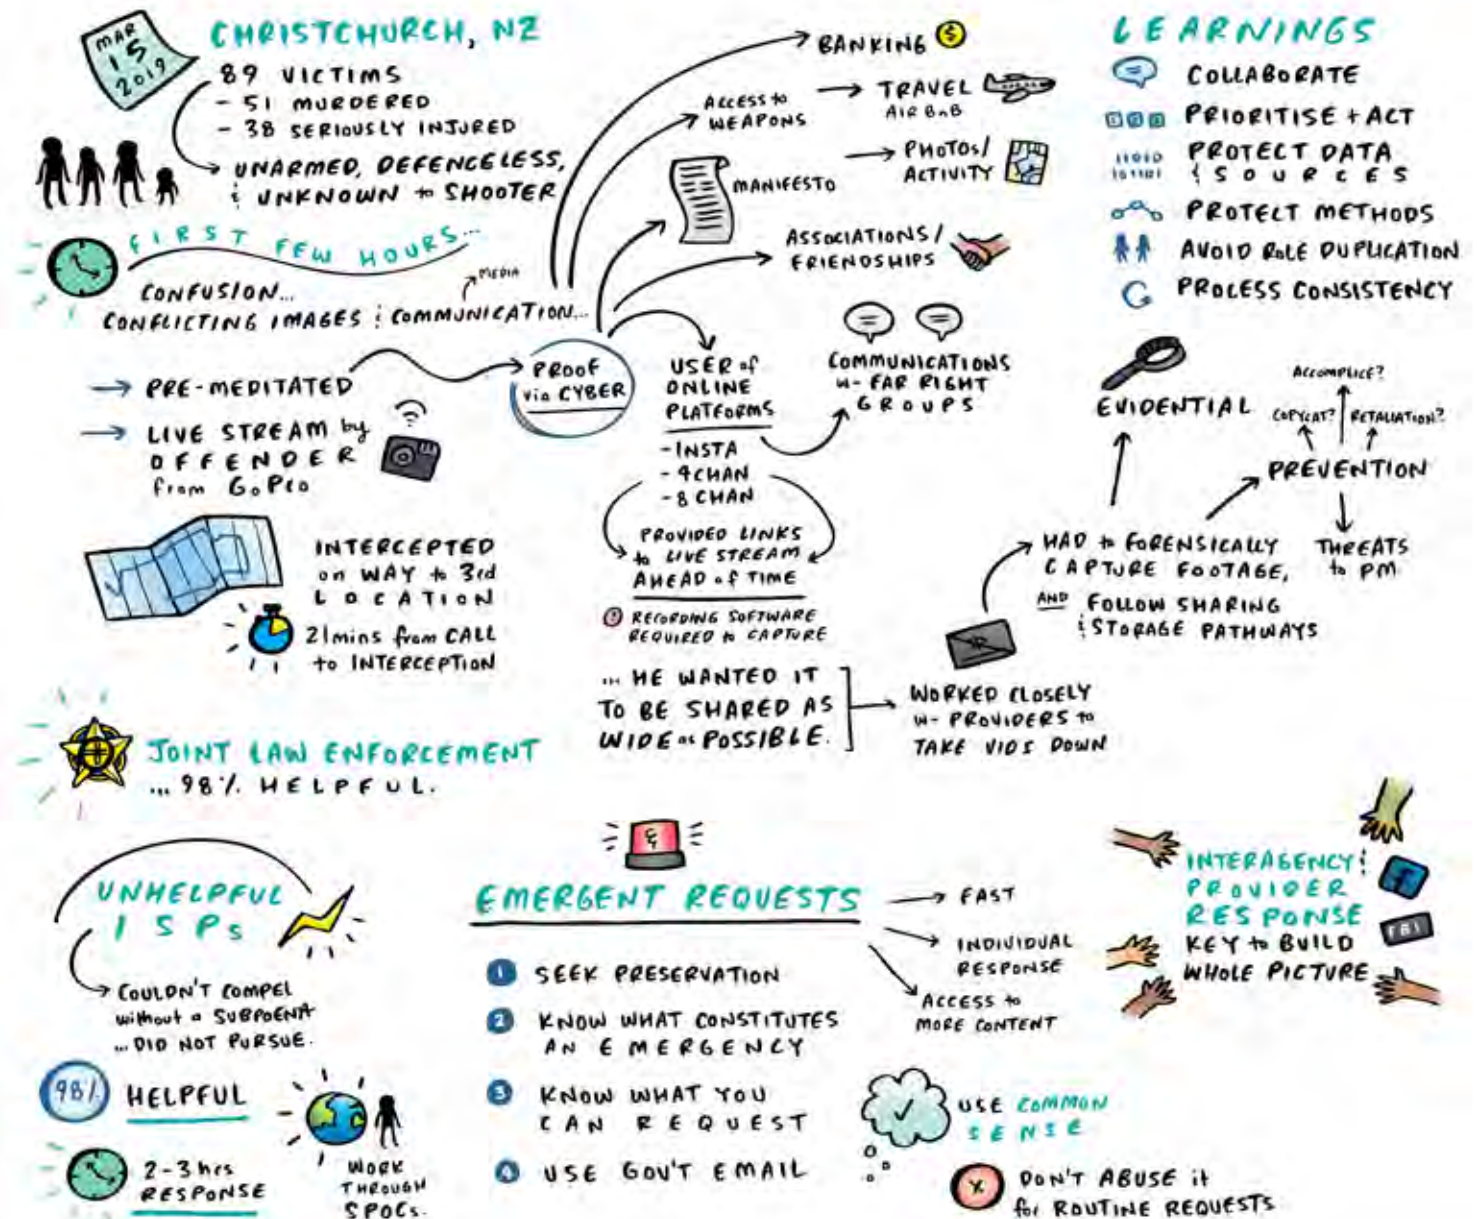 MAR
15
2019
CHRISTCHURCH, NZ
89 VICTIMS
- 51 MURDERED
- 38 SERIOUSLY INJURED
UNARMED, DEFENCELESS,
& UNKNOWN to SHOOTER
FIRST FEW HOURS...
CONFUSION...
MEDIA
CONFLICTING IMAGES & COMMUNICATION...
PRE-MEDITATED
LIVE STREAM by
OFFENDER
from GoPro
PROOF
via CYBER
INTERCEPTED
on WAY to 3rd
LOCATION
21mins from CALL
to INTERCEPTION
JOINT LAW ENFORCEMENT
...98% HELPFUL.
BANKING $
ACCESS to
WEAPONS
TRAVEL
AIR BnB
MANIFESTO
PHOTOS/
ACTIVITY
ASSOCIATIONS/
FRIENDSHIPS
USER of
ONLINE
PLATFORMS
- INSTA
- 4CHAN
- 8CHAN
COMMUNICATIONS
w- FAR RIGHT
GROUPS
PROVIDED LINKS
to LIVE STREAM
AHEAD of TIME
RECORDING SOFTWARE
REQUIRED to CAPTURE
... HE WANTED IT
TO BE SHARED AS
WIDE as POSSIBLE.
WORKED CLOSELY
w- PROVIDERS to
TAKE VIDS DOWN
HAD to FORENSICALLY
CAPTURE FOOTAGE,
AND FOLLOW SHARING
& STORAGE PATHWAYS
EVIDENTIAL
ACCOMPLICE?
COPYCAT?
RETALIATION?
PREVENTION
THREATS
to PM
LEARNINGS
COLLABORATE
PRIORITISE + ACT
11010
101101
PROTECT DATA
& SOURCES
PROTECT METHODS
AVOID ROLE DUPLICATION
PROCESS CONSISTENCY
UNHELPFUL
ISPs
COULDN'T COMPEL
without a SUBPOENA
... DID NOT PURSUE.
98% HELPFUL
2-3 hrs
RESPONSE
WORK
THROUGH
SPOCs.
EMERGENT REQUESTS
1 SEEK PRESERVATION
2 KNOW WHAT CONSTITUTES
AN EMERGENCY
3 KNOW WHAT YOU
CAN REQUEST
4 USE GOV'T EMAIL
FAST
INDIVIDUAL
RESPONSE
ACCESS to
MORE CONTENT
USE COMMON
SENSE
DON'T ABUSE it
for ROUTINE REQUESTS
INTERAGENCY &
PROVIDER
RESPONSE
KEY to BUILD
WHOLE PICTURE
f
FBI